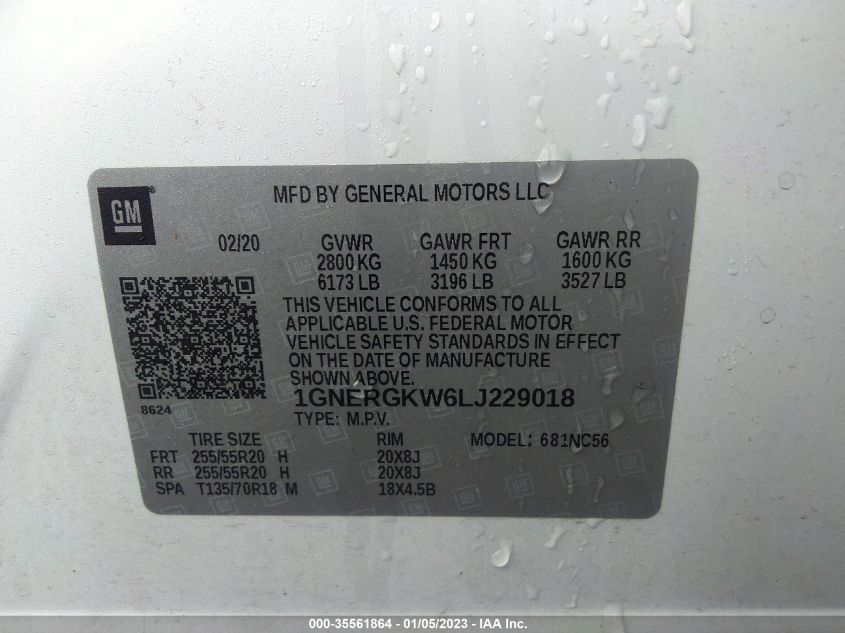 MFD BY GENERAL MOTORS LLC
GM ®
02/20 GVWR GAWR FRT GAWR RR
2800 KG 1450 KG 1600 KG
6173 LB 3196 LB 3527 LB
THIS VEHICLE CONFORMS TO ALL
APPLICABLE U.S. FEDERAL MOTOR
VEHICLE SAFETY STANDARDS IN EFFECT
ON THE DATE OF MANUFACTURE
SHOWN ABOVE.
1GNERGKW6LJ229018
8624
TYPE: M.P.V.
TIRE SIZE RIM MODEL: 681NC56
FRT 255/55R20 H 20X8J
RR 255/55R20 H 20X8J
SPA T135/70R18 M 18X4.5B
000-35561864 - 01/05/2023 - IAA Inc.